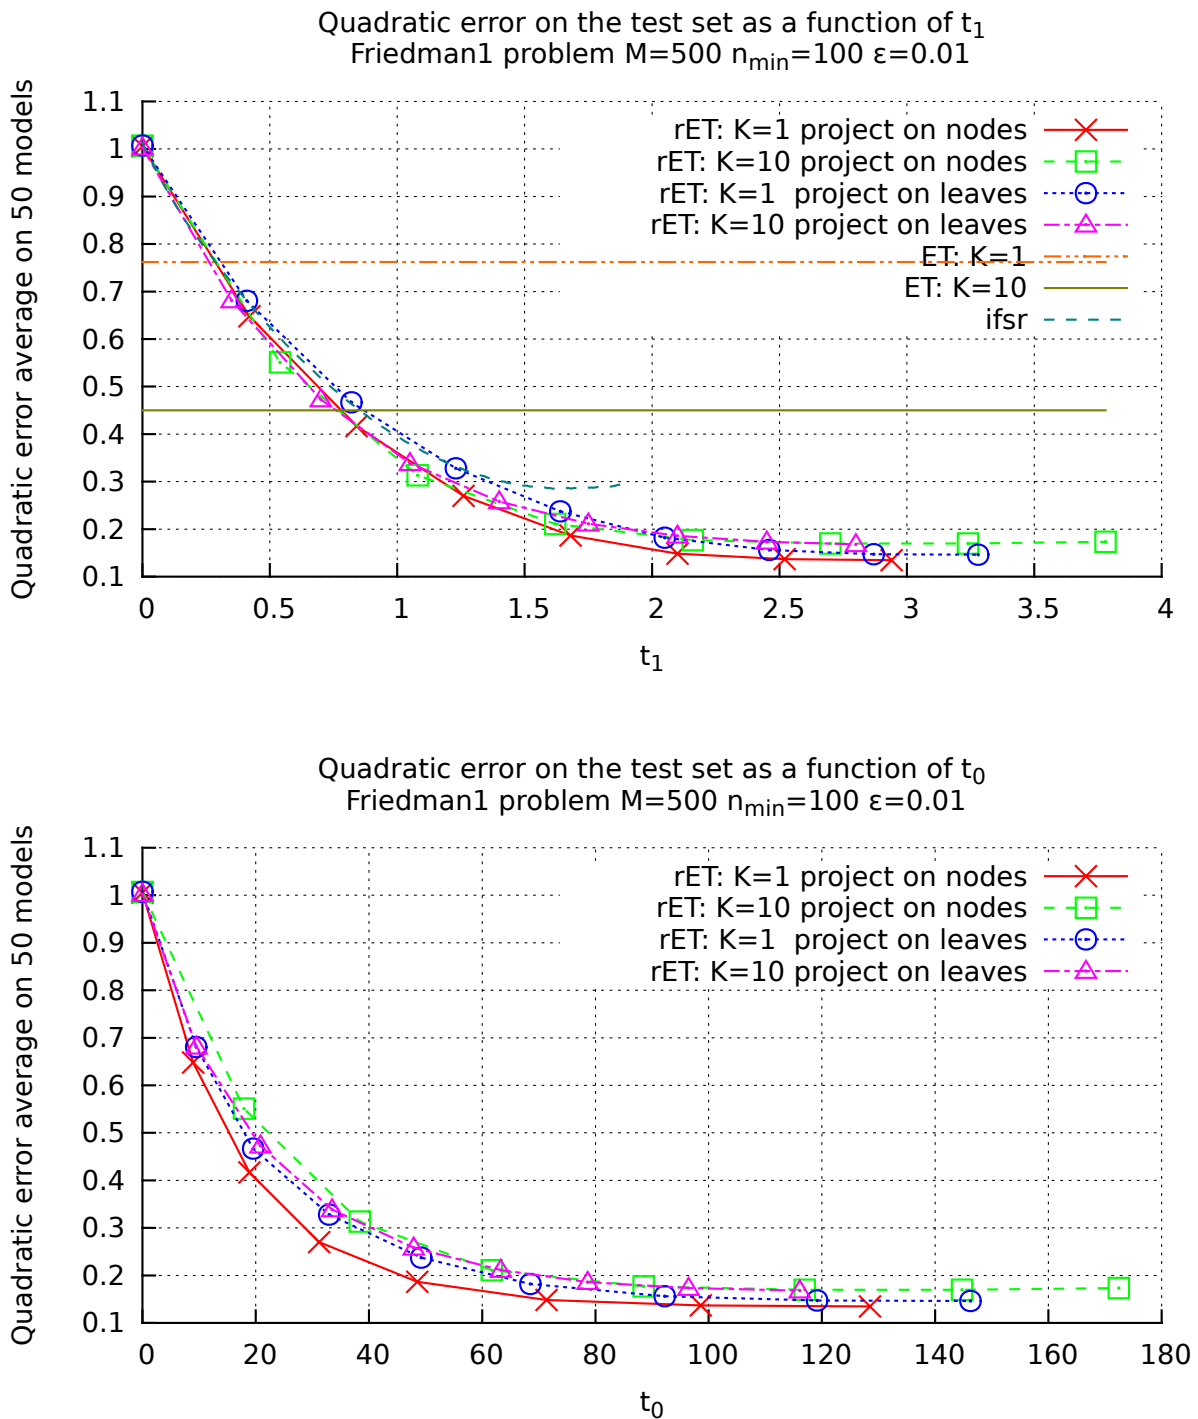 Quadratic error on the test set as a function of t₁
Friedman1 problem M=500 nₘᵢₙ=100 ε=0.01
Quadratic error average on 50 models
1.1
1
0.9
0.8
0.7
0.6
0.5
0.4
0.3
0.2
0.1
rET: K=1 project on nodes
rET: K=10 project on nodes
rET: K=1 project on leaves
rET: K=10 project on leaves
ET: K=1
ET: K=10
ifsr
0 0.5 1 1.5 2 2.5 3 3.5 4
t₁
Quadratic error on the test set as a function of t₀
Friedman1 problem M=500 nₘᵢₙ=100 ε=0.01
Quadratic error average on 50 models
1.1
1
0.9
0.8
0.7
0.6
0.5
0.4
0.3
0.2
0.1
rET: K=1 project on nodes
rET: K=10 project on nodes
rET: K=1 project on leaves
rET: K=10 project on leaves
0 20 40 60 80 100 120 140 160 180
t₀